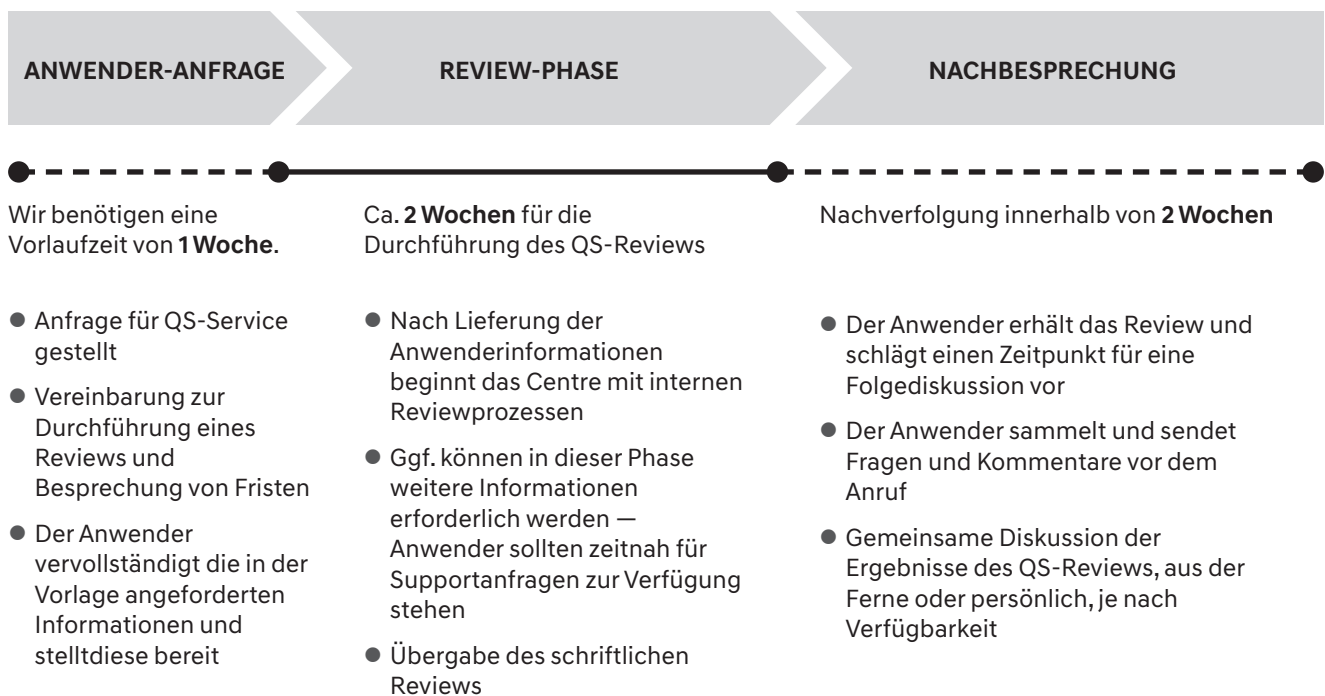 ANWENDER-ANFRAGE
REVIEW-PHASE
NACHBESPRECHUNG
Wir benötigen eine
Vorlaufzeit von 1 Woche.
● Anfrage für QS-Service
gestellt
● Vereinbarung zur
Durchführung eines
Reviews und
Besprechung von Fristen
● Der Anwender
vervollständigt die in der
Vorlage angeforderten
Informationen und
stelltdiese bereit
Ca. 2 Wochen für die
Durchführung des QS-Reviews
● Nach Lieferung der
Anwenderinformationen
beginnt das Centre mit internen
Reviewprozessen
● Ggf. können in dieser Phase
weitere Informationen
erforderlich werden —
Anwender sollten zeitnah für
Supportanfragen zur Verfügung
stehen
● Übergabe des schriftlichen
Reviews
Nachverfolgung innerhalb von 2 Wochen
● Der Anwender erhält das Review und
schlägt einen Zeitpunkt für eine
Folgediskussion vor
● Der Anwender sammelt und sendet
Fragen und Kommentare vor dem
Anruf
● Gemeinsame Diskussion der
Ergebnisse des QS-Reviews, aus der
Ferne oder persönlich, je nach
Verfügbarkeit